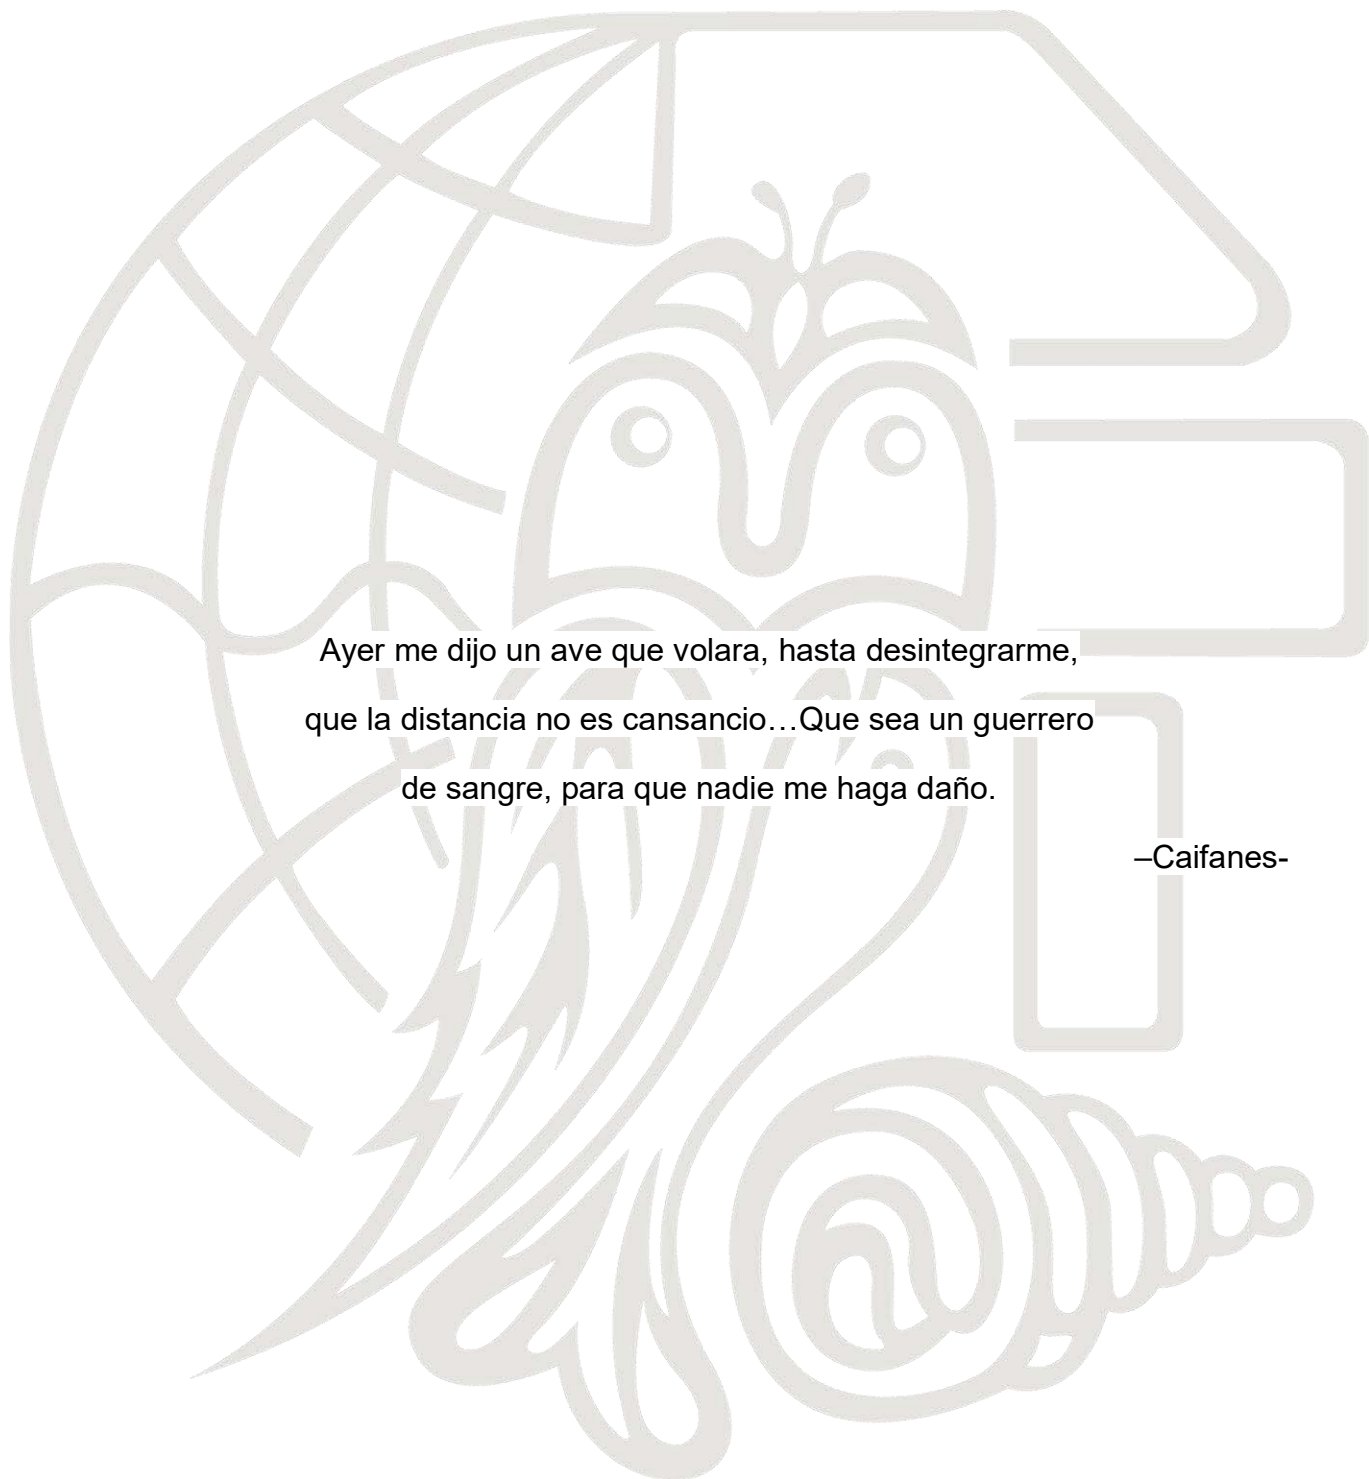 Ayer me dijo un ave que volara, hasta desintegrarme,
que la distancia no es cansancio…Que sea un guerrero
de sangre, para que nadie me haga daño.
–Caifanes-